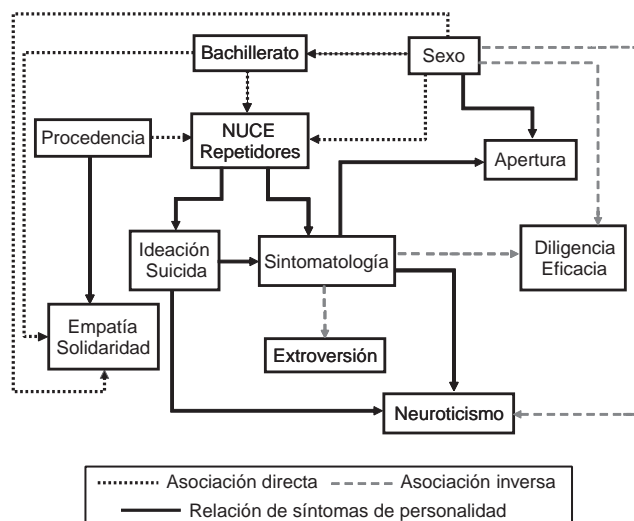 Bachillerato
Sexo
Procedencia
NUCE
Repetidores
Apertura
Ideación
Suicida
Sintomatología
Diligencia
Eficacia
Empatía
Solidaridad
Extroversión
Neuroticismo
Asociación directa
Asociación inversa
Relación de síntomas de personalidad